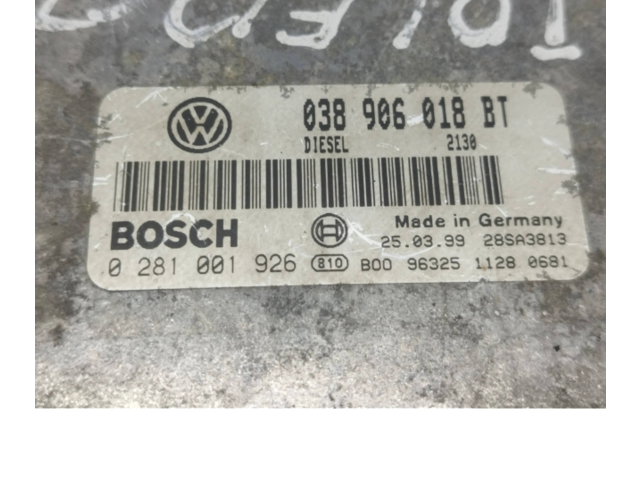 038 906 018 BT
DIESEL 2130
BOSCH
Made in Germany
25.03.99 28SA3813
0 281 001 926 810 B00 96325 1128 0681